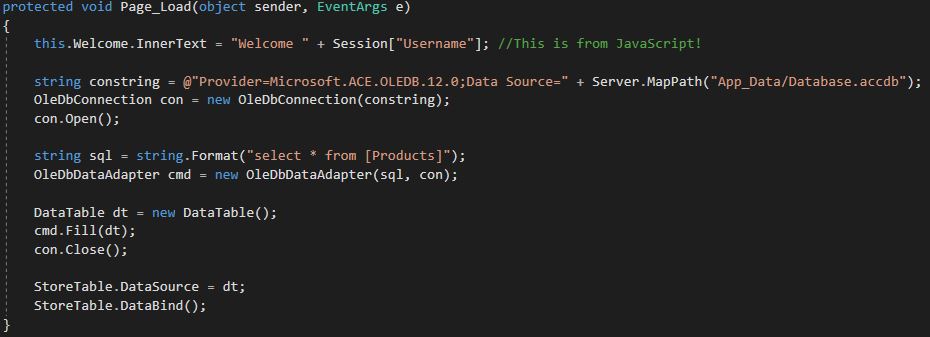 protected void Page_Load(object sender, EventArgs e)
{
this.Welcome.InnerText = "Welcome " + Session["Username"]; //This is from JavaScript!
string constring = @"Provider=Microsoft.ACE.OLEDB.12.0;Data Source=" + Server.MapPath("App_Data/Database.accdb");
OleDbConnection con = new OleDbConnection(constring);
con.Open();
string sql = string.Format("select * from [Products]");
OleDbDataAdapter cmd = new OleDbDataAdapter(sql, con);
DataTable dt = new DataTable();
cmd.Fill(dt);
con.Close();
StoreTable.DataSource = dt;
StoreTable.DataBind();
}